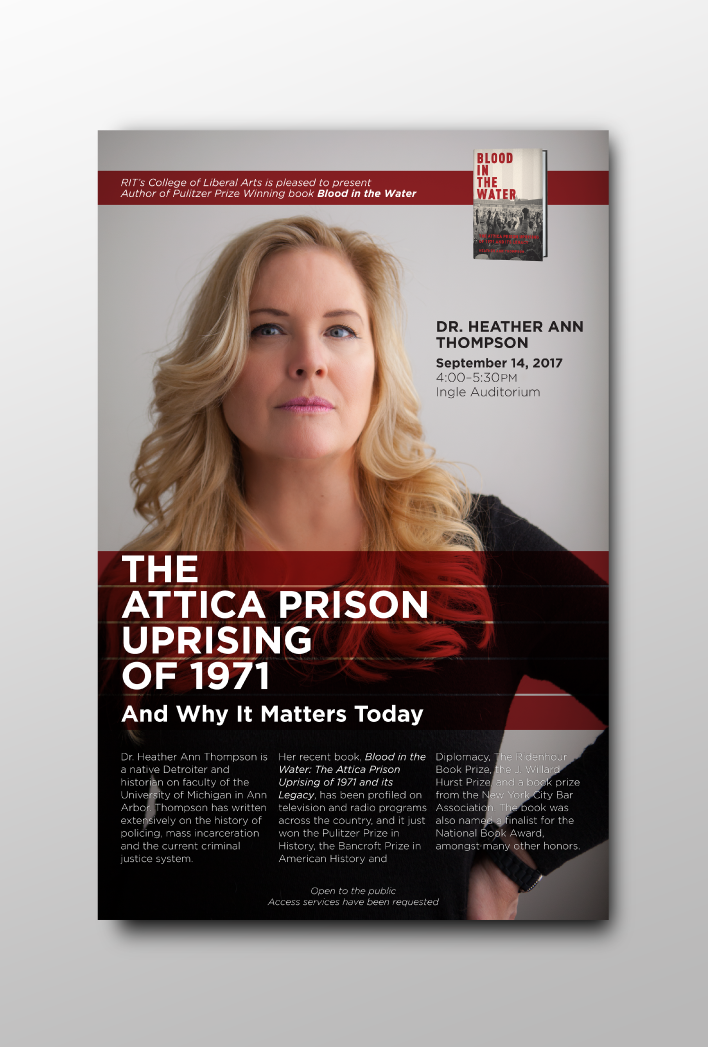 RIT's College of Liberal Arts is pleased to present
Author of Pulitzer Prize Winning book Blood in the Water
BLOOD
IN
THE
WATER
DR. HEATHER ANN
THOMPSON
September 14, 2017
4:00–5:30PM
Ingle Auditorium
THE
ATTICA PRISON
UPRISING
OF 1971
And Why It Matters Today
Dr. Heather Ann Thompson is
a native Detroiter and
historian on faculty of the
University of Michigan in Ann
Arbor. Thompson has written
extensively on the history of
policing, mass incarceration
and the current criminal
justice system.
Her recent book, Blood in the
Water: The Attica Prison
Uprising of 1971 and its
Legacy, has been profiled on
television and radio programs
across the country, and it just
won the Pulitzer Prize in
History, the Bancroft Prize in
American History and
Diplomacy, The Ridenhour
Book Prize, the J. Willard
Hurst Prize, and a book prize
from the New York City Bar
Association. The book was
also named a finalist for the
National Book Award,
amongst many other honors.
Open to the public
Access services have been requested